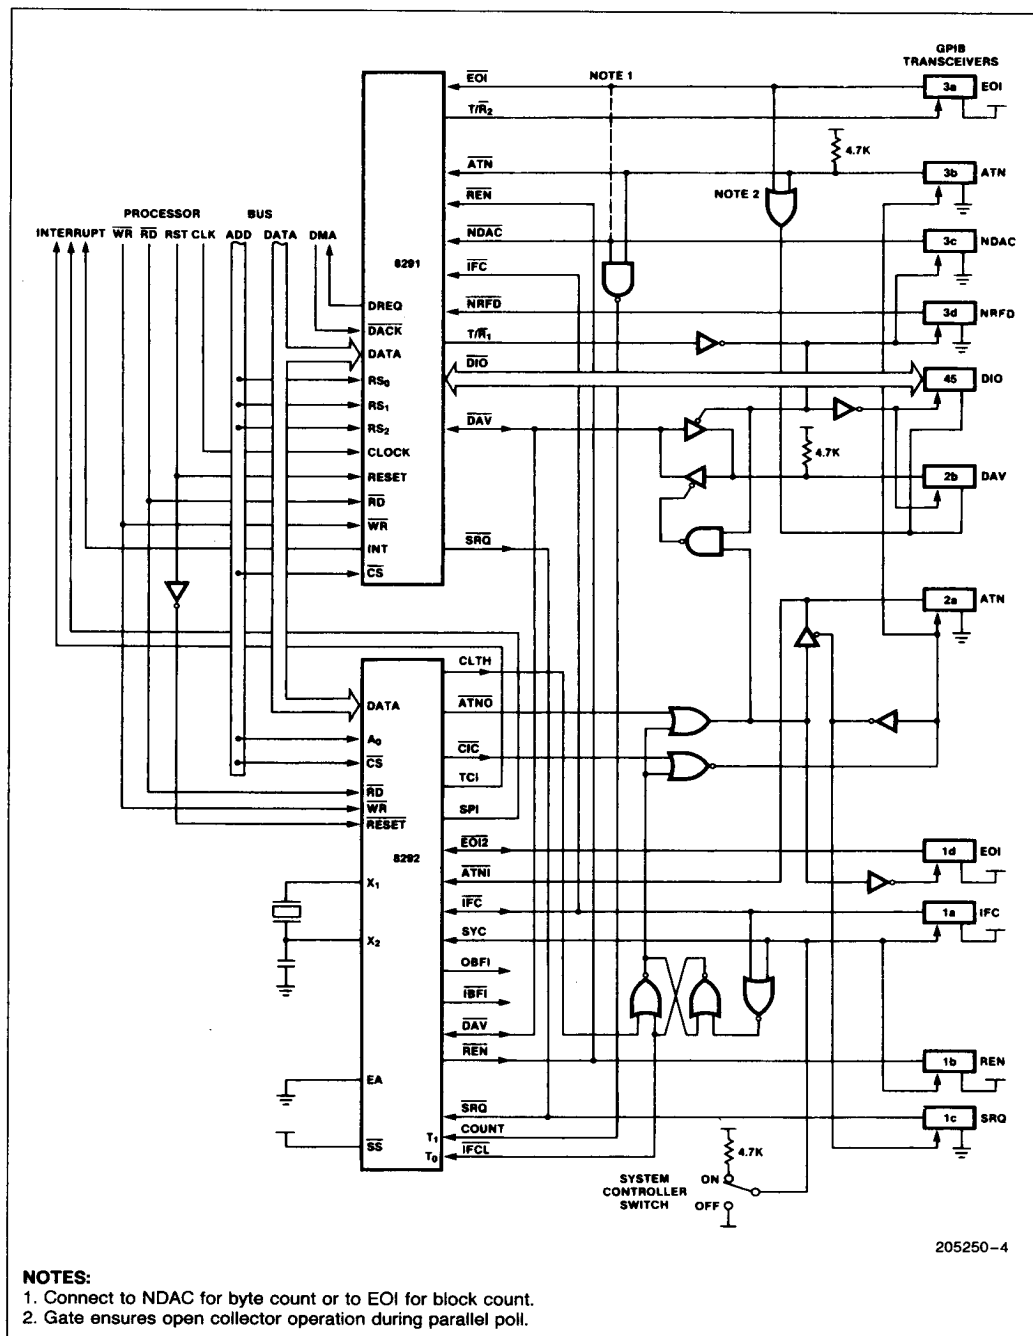 GPIB
TRANSCEIVERS
EOI
NOTE 1
3a
EOI
T/R̅2
4.7K
ATN
3b
ATN
REN
NOTE 2
PROCESSOR
BUS
INTERRUPT
WR
RD
RST
CLK
ADD
DATA
DMA
NDAC
3c
NDAC
8291
IFC
DREQ
NRFD
3d
NRFD
DACK
T/R̅1
DATA
DIO
45
DIO
RS0
RS1
RS2
DAV
4.7K
CLOCK
RESET
2b
DAV
RD
WR
INT
SRQ
CS
2a
ATN
CLTH
DATA
ATNO
A0
CIC
CS
TCI
RD
WR
SPI
RESET
EOI2
1d
EOI
8292
ATNI
X1
IFC
1a
IFC
SYC
X2
OBFI
IBFI
DAV
REN
1b
REN
EA
SRQ
1c
SRQ
T1
COUNT
SS
T0
IFCL
4.7K
SYSTEM
CONTROLLER
SWITCH
ON
OFF
205250–4
NOTES:
1. Connect to NDAC for byte count or to EOI for block count.
2. Gate ensures open collector operation during parallel poll.